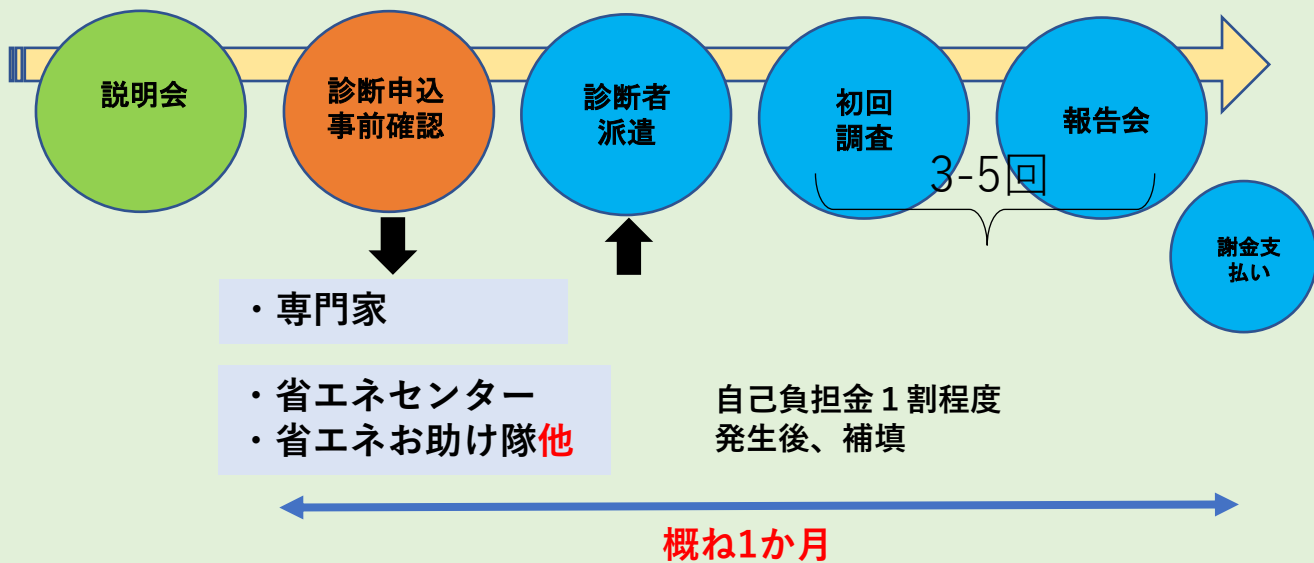 説明会
診断申込
事前確認
診断者
派遣
初回
調査
報告会
3-5回
謝金支
払い
・専門家
・省エネセンター
・省エネお助け隊他
自己負担金１割程度
発生後、補填
概ね1か月